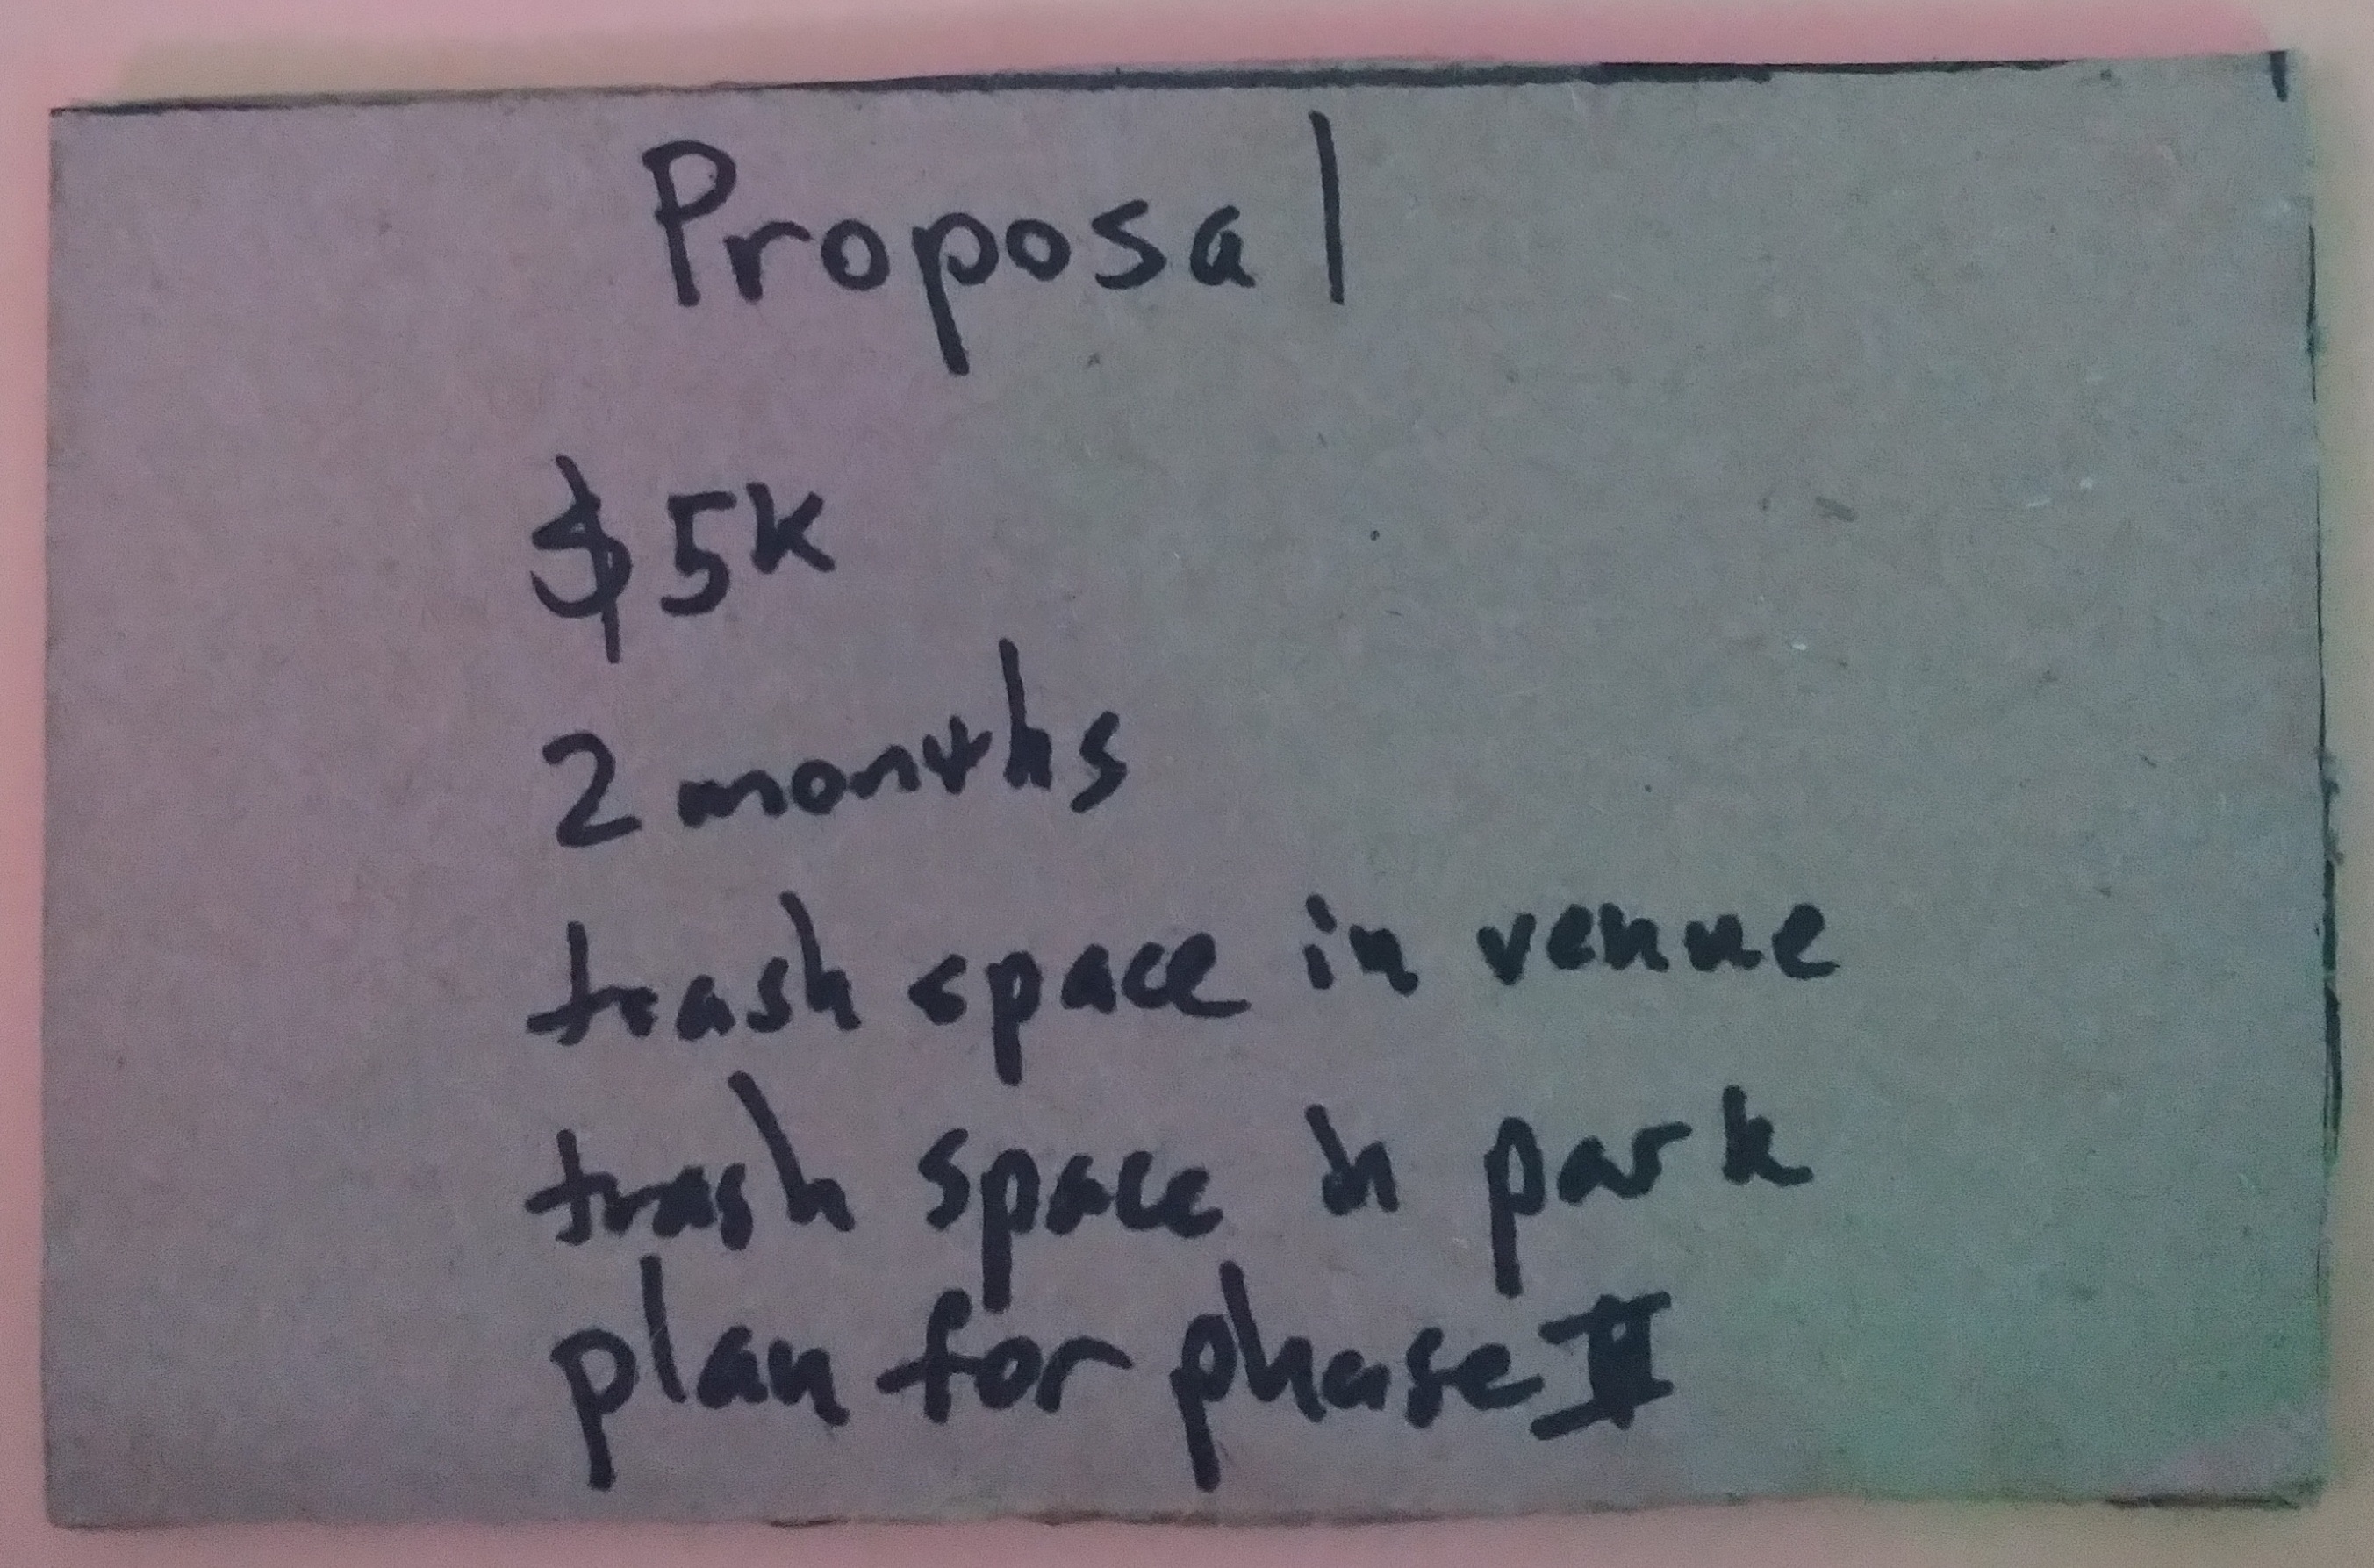 Proposal
$5K
2 months
trash space in venue
trash space in park
plan for phase II